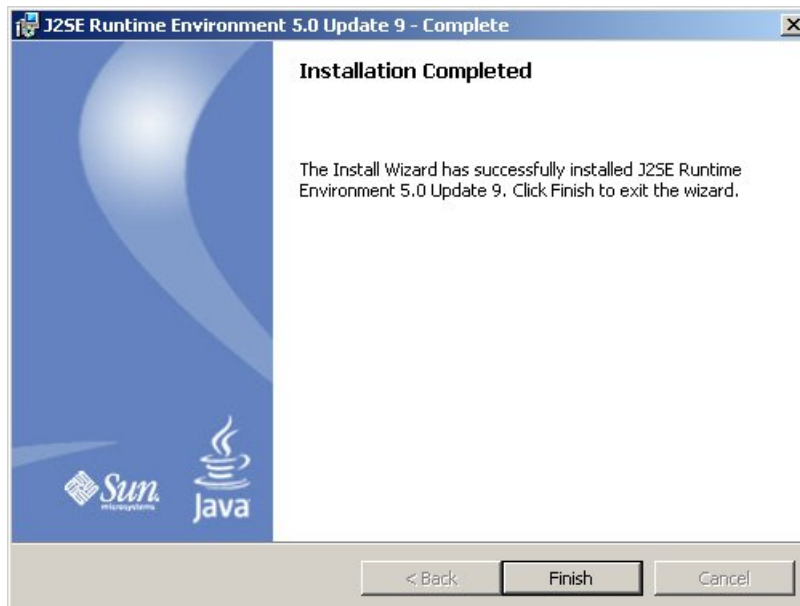 J2SE Runtime Environment 5.0 Update 9 - Complete
Installation Completed
The Install Wizard has successfully installed J2SE Runtime
Environment 5.0 Update 9. Click Finish to exit the wizard.
Sun
microsystems
Java
< Back
Finish
Cancel